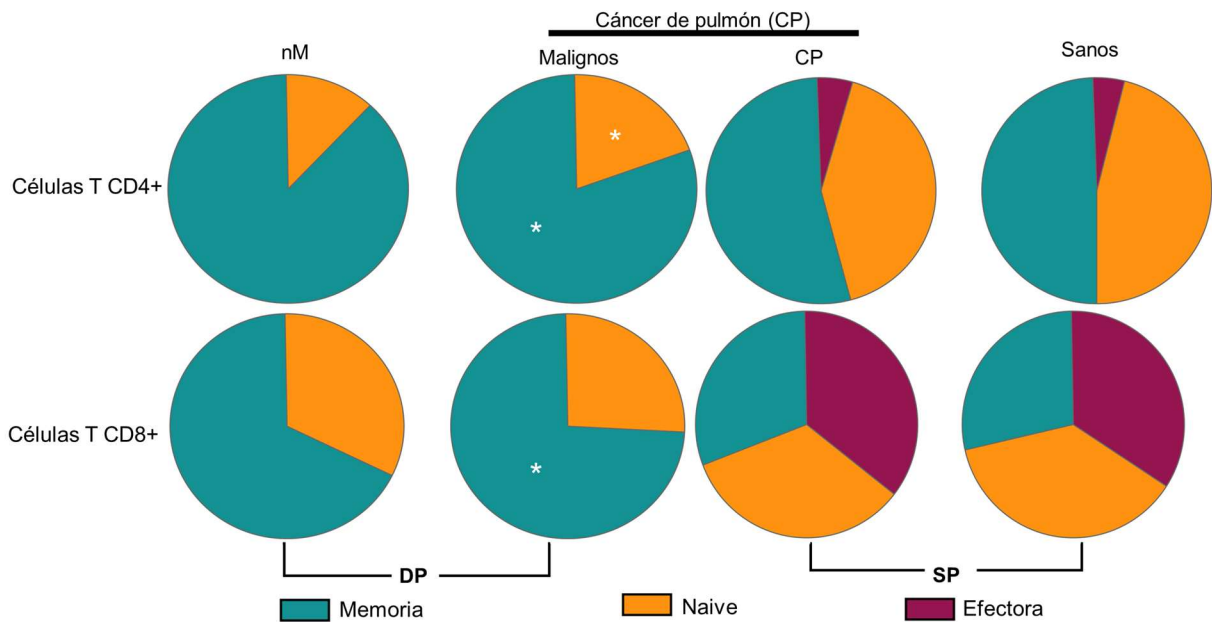 Cáncer de pulmón (CP)
nM
Malignos
CP
Sanos
Células T CD4+
*
*
Células T CD8+
*
DP
SP
Memoria
Naive
Efectora